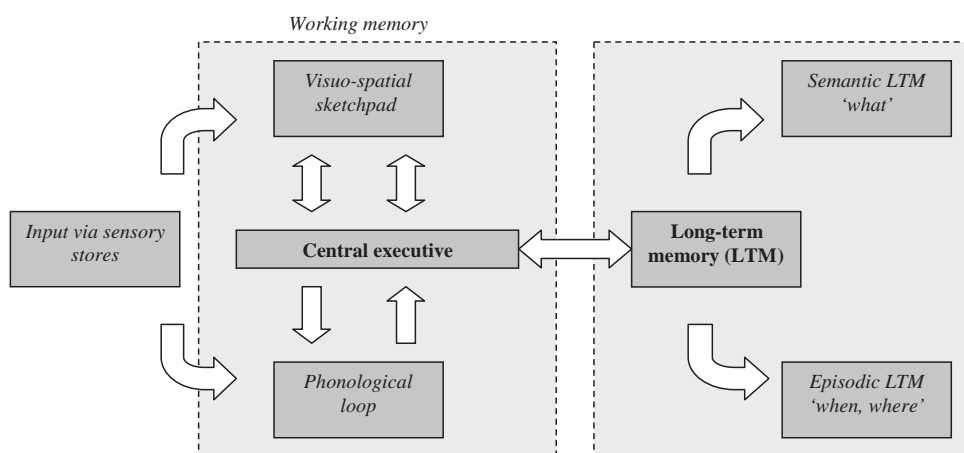 Working memory
Visuo-spatial
sketchpad
Semantic LTM
‘what’
Input via sensory
stores
Central executive
Long-term
memory (LTM)
Phonological
loop
Episodic LTM
‘when, where’